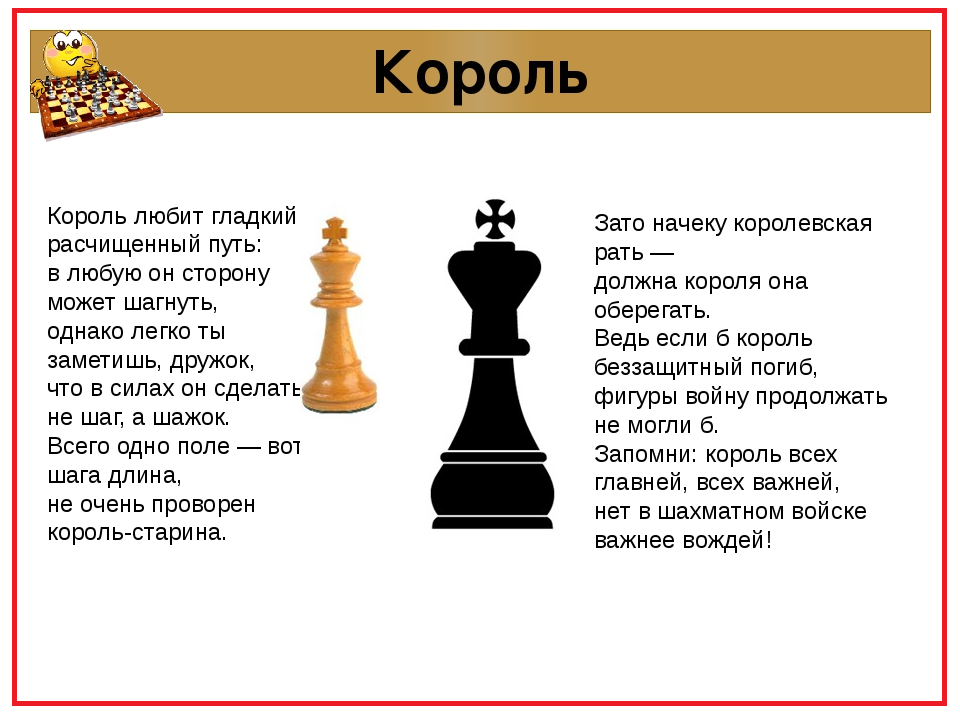 Король
Король любит гладкий
расчищенный путь:
в любую он сторону
может шагнуть,
однако легко ты
заметишь, дружок,
что в силах он сделать
не шаг, а шажок.
Всего одно поле — вот
шага длина,
не очень проворен
король-старина.
Зато начеку королевская
рать —
должна короля она
оберегать.
Ведь если б король
беззащитный погиб,
фигуры войну продолжать
не могли б.
Запомни: король всех
главней, всех важней,
нет в шахматном войске
важнее вождей!